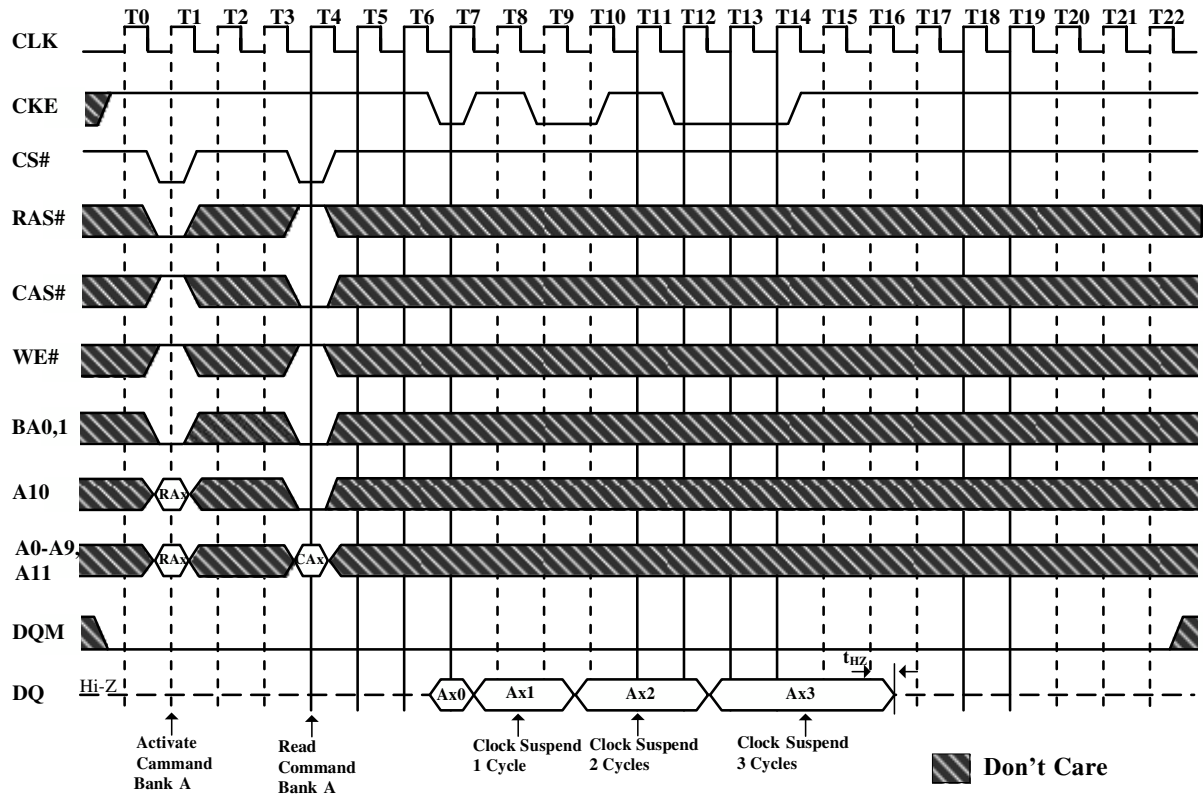 T0 T1 T2 T3 T4 T5 T6 T7 T8 T9 T10 T11 T12 T13 T14 T15 T16 T17 T18 T19 T20 T21 T22
CLK
CKE
CS#
RAS#
CAS#
WE#
BA0,1
A10
RAx
A0-A9,
A11
RAx
CAx
DQM
tHZ
DQ
Hi-Z
Ax0
Ax1
Ax2
Ax3
Activate
Cammand
Bank A
Read
Command
Bank A
Clock Suspend
1 Cycle
Clock Suspend
2 Cycles
Clock Suspend
3 Cycles
Don't Care